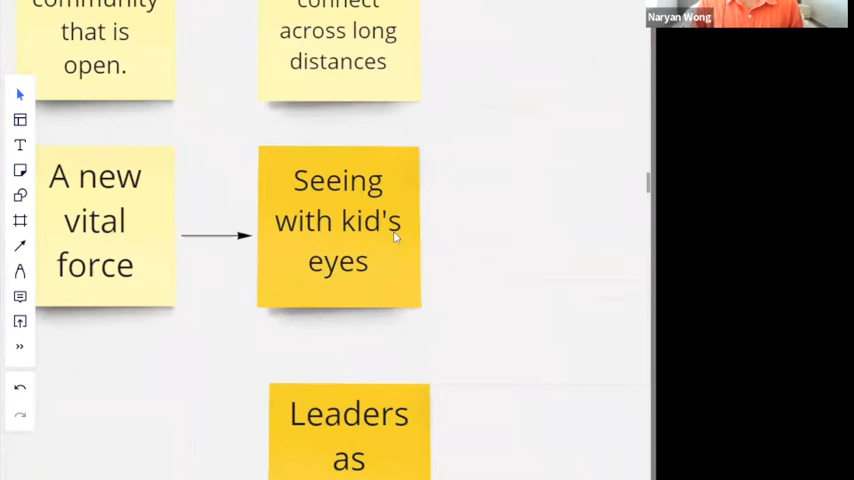 community
that is
open.
connect
across long
distances
Naryan Wong
A new
vital
force
Seeing
with kid's
eyes
Leaders
as